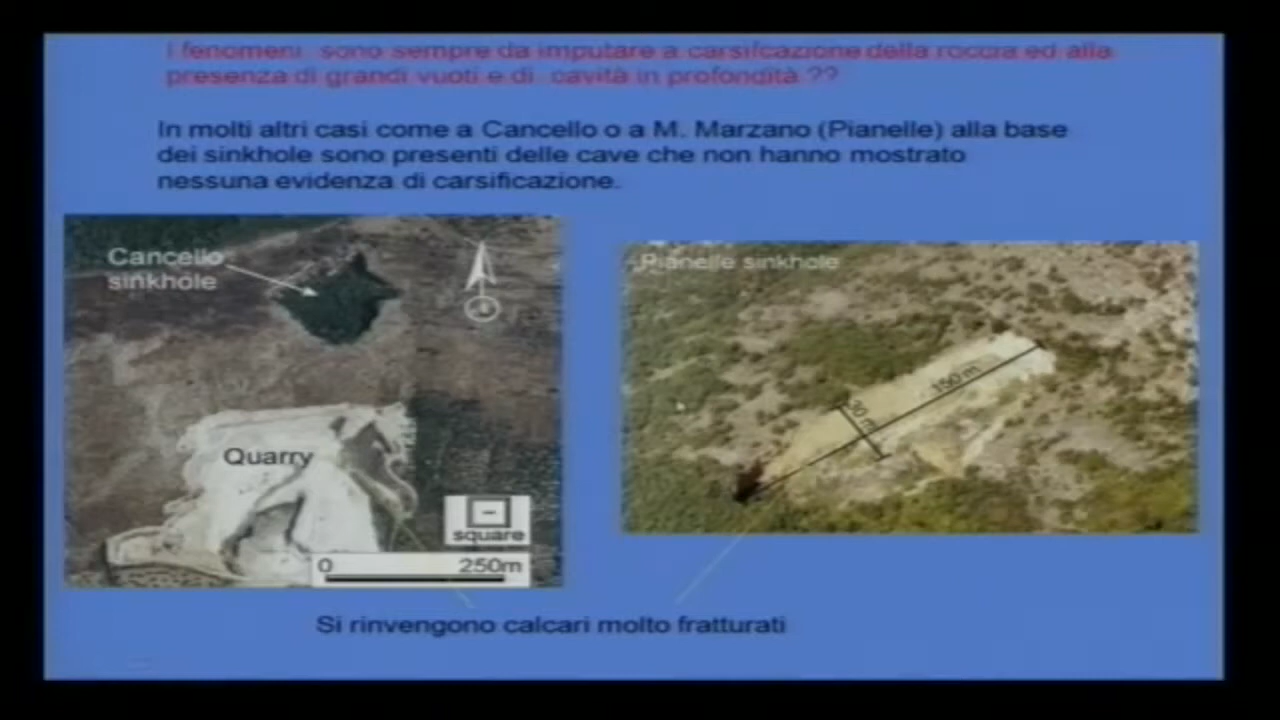 I fenomeni sono sempre da imputare a carsifcazione della roccia ed alla
presenza di grandi vuoti e di cavità in profondità ??
In molti altri casi come a Cancello o a M. Marzano (Pianelle) alla base
dei sinkhole sono presenti delle cave che non hanno mostrato
nessuna evidenza di carsificazione.
Cancello
sinkhole
Pianelle sinkhole
150 m
30 m
Quarry
square
0 250m
Si rinvengono calcari molto fratturati